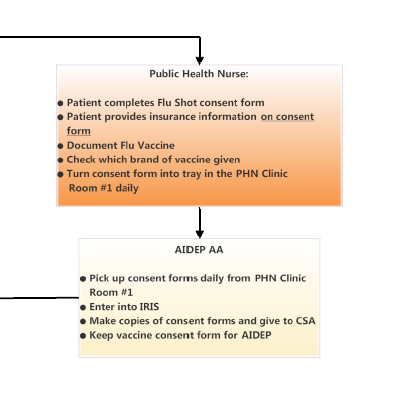 Public Health Nurse:
● Patient completes Flu Shot consent form
● Patient provides insurance information on consent
form
● Document Flu Vaccine
● Check which brand of vaccine given
● Turn consent form into tray in the PHN Clinic
Room #1 daily
AIDEP AA
● Pick up consent forms daily from PHN Clinic
Room #1
● Enter into IRIS
● Make copies of consent forms and give to CSA
● Keep vaccine consent form for AIDEP